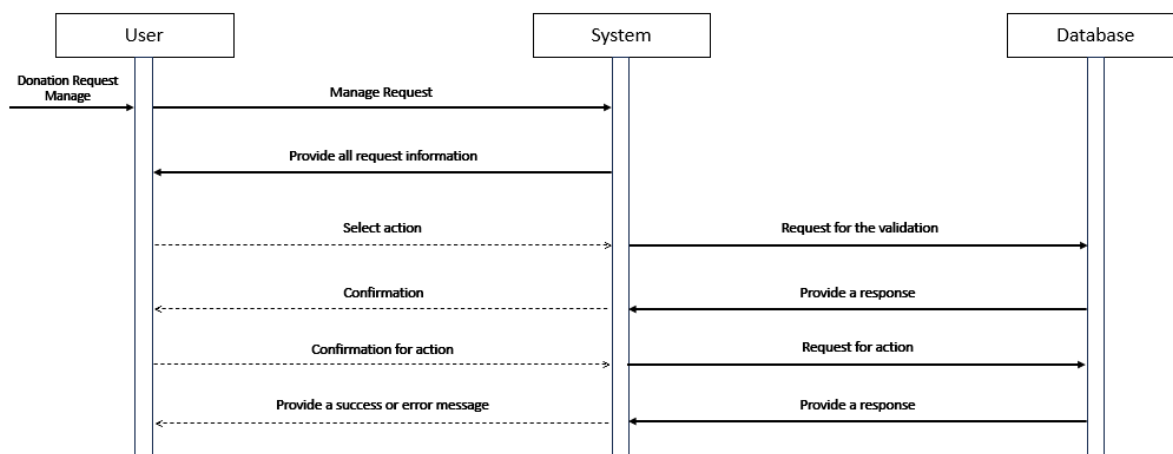 User
System
Database
Donation Request
Manage
Manage Request
Provide all request information
Select action
Request for the validation
Confirmation
Provide a response
Confirmation for action
Request for action
Provide a success or error message
Provide a response